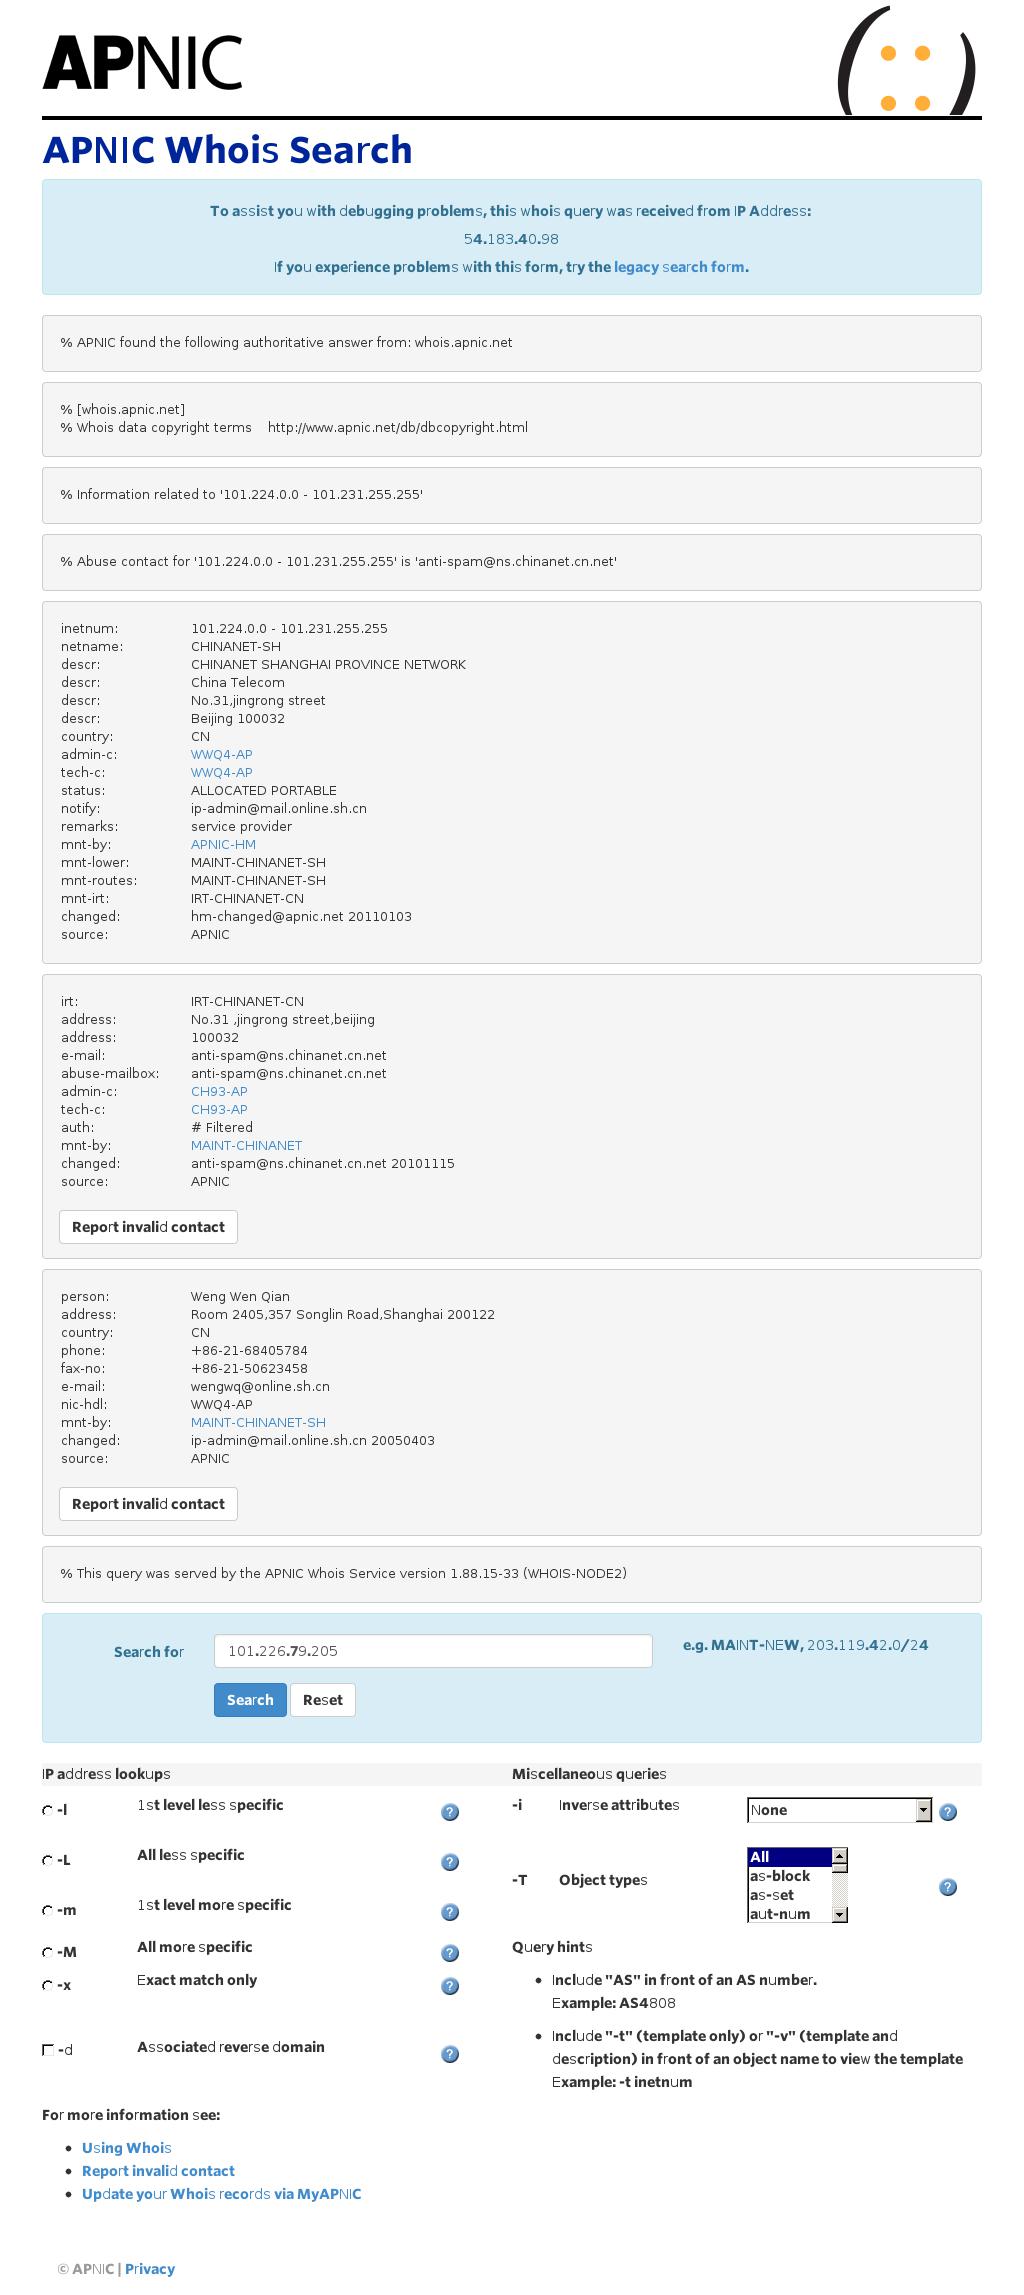 APNIC
APNIC Whois Search
To assist you with debugging problems, this whois query was received from IP Address:
54.183.40.98
If you experience problems with this form, try the legacy search form.
% APNIC found the following authoritative answer from: whois.apnic.net
% [whois.apnic.net]
% Whois data copyright terms    http://www.apnic.net/db/dbcopyright.html
% Information related to '101.224.0.0 - 101.231.255.255'
% Abuse contact for '101.224.0.0 - 101.231.255.255' is 'anti-spam@ns.chinanet.cn.net'
inetnum: 101.224.0.0 - 101.231.255.255
netname: CHINANET-SH
descr: CHINANET SHANGHAI PROVINCE NETWORK
descr: China Telecom
descr: No.31,jingrong street
descr: Beijing 100032
country: CN
admin-c: WWQ4-AP
tech-c: WWQ4-AP
status: ALLOCATED PORTABLE
notify: ip-admin@mail.online.sh.cn
remarks: service provider
mnt-by: APNIC-HM
mnt-lower: MAINT-CHINANET-SH
mnt-routes: MAINT-CHINANET-SH
mnt-irt: IRT-CHINANET-CN
changed: hm-changed@apnic.net 20110103
source: APNIC
irt: IRT-CHINANET-CN
address: No.31 ,jingrong street,beijing
address: 100032
e-mail: anti-spam@ns.chinanet.cn.net
abuse-mailbox: anti-spam@ns.chinanet.cn.net
admin-c: CH93-AP
tech-c: CH93-AP
auth: # Filtered
mnt-by: MAINT-CHINANET
changed: anti-spam@ns.chinanet.cn.net 20101115
source: APNIC
Report invalid contact
person: Weng Wen Qian
address: Room 2405,357 Songlin Road,Shanghai 200122
country: CN
phone: +86-21-68405784
fax-no: +86-21-50623458
e-mail: wengwq@online.sh.cn
nic-hdl: WWQ4-AP
mnt-by: MAINT-CHINANET-SH
changed: ip-admin@mail.online.sh.cn 20050403
source: APNIC
Report invalid contact
% This query was served by the APNIC Whois Service version 1.88.15-33 (WHOIS-NODE2)
Search for 101.226.79.205 e.g. MAINT-NEW, 203.119.42.0/24
Search Reset
IP address lookups
-l 1st level less specific ?
-L All less specific ?
-m 1st level more specific ?
-M All more specific ?
-x Exact match only ?
-d Associated reverse domain ?
Miscellaneous queries
-i Inverse attributes None ?
-T Object types ?
All
as-block
as-set
aut-num
Query hints
• Include "AS" in front of an AS number.
Example: AS4808
• Include "-t" (template only) or "-v" (template and
description) in front of an object name to view the template
Example: -t inetnum
For more information see:
• Using Whois
• Report invalid contact
• Update your Whois records via MyAPNIC
© APNIC | Privacy